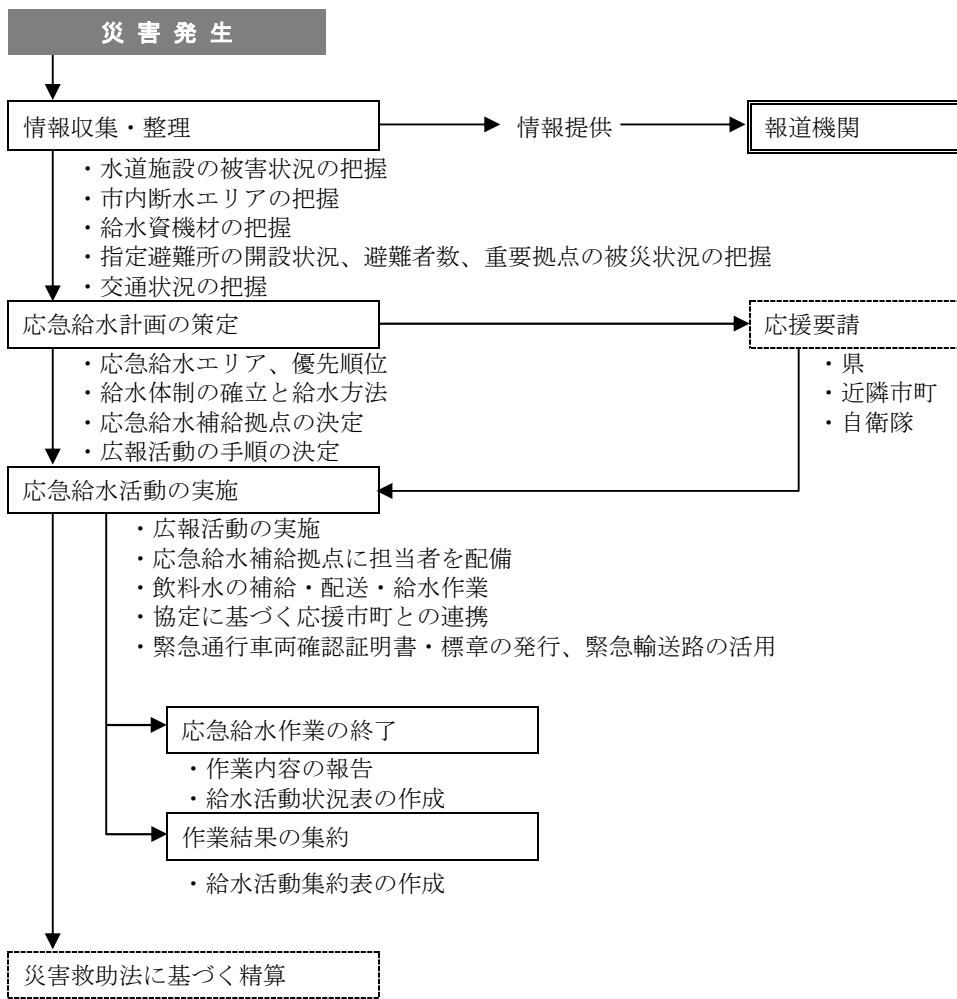 災害発生
情報収集・整理
情報提供
報道機関
・水道施設の被害状況の把握
・市内断水エリアの把握
・給水資機材の把握
・指定避難所の開設状況、避難者数、重要拠点の被災状況の把握
・交通状況の把握
応急給水計画の策定
応援要請
・応急給水エリア、優先順位
・給水体制の確立と給水方法
・応急給水補給拠点の決定
・広報活動の手順の決定
・県
・近隣市町
・自衛隊
応急給水活動の実施
・広報活動の実施
・応急給水補給拠点に担当者を配備
・飲料水の補給・配送・給水作業
・協定に基づく応援市町との連携
・緊急通行車両確認証明書・標章の発行、緊急輸送路の活用
応急給水作業の終了
・作業内容の報告
・給水活動状況表の作成
作業結果の集約
・給水活動集約表の作成
災害救助法に基づく精算